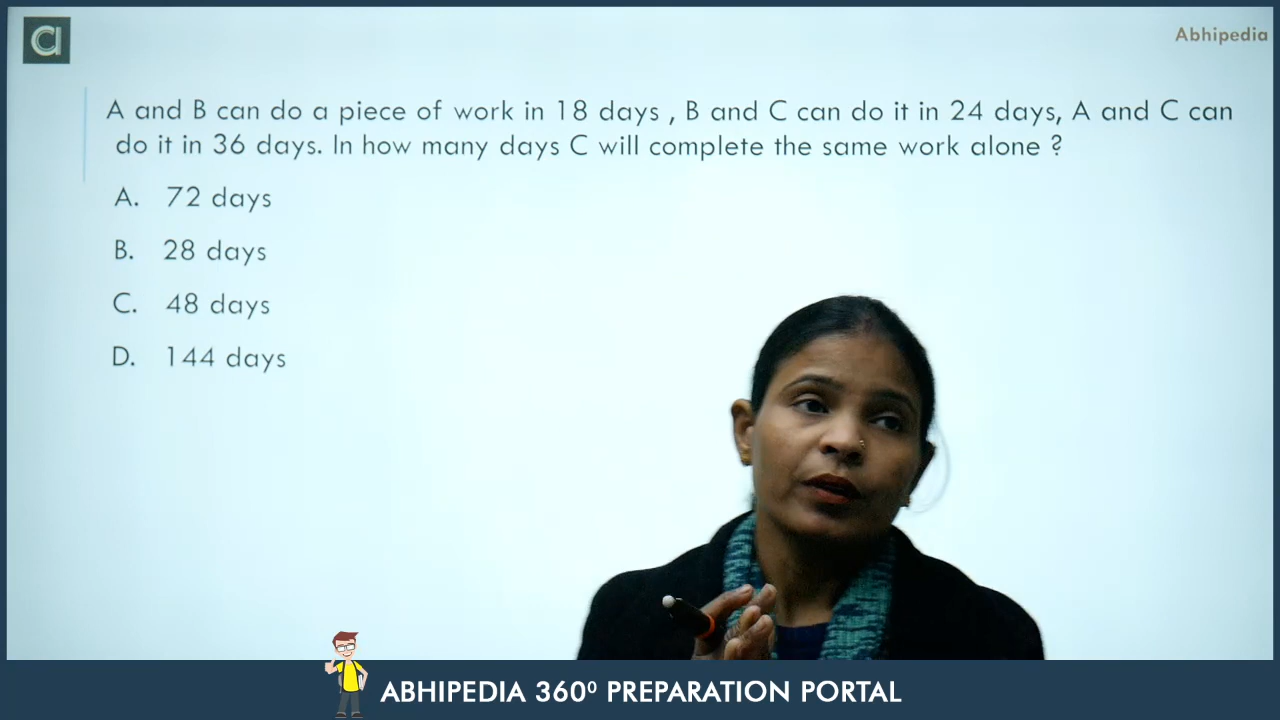 a
Abhipedia
A and B can do a piece of work in 18 days , B and C can do it in 24 days, A and C can
do it in 36 days. In how many days C will complete the same work alone ?
A. 72 days
B. 28 days
C. 48 days
D. 144 days
ABHIPEDIA 360⁰ PREPARATION PORTAL